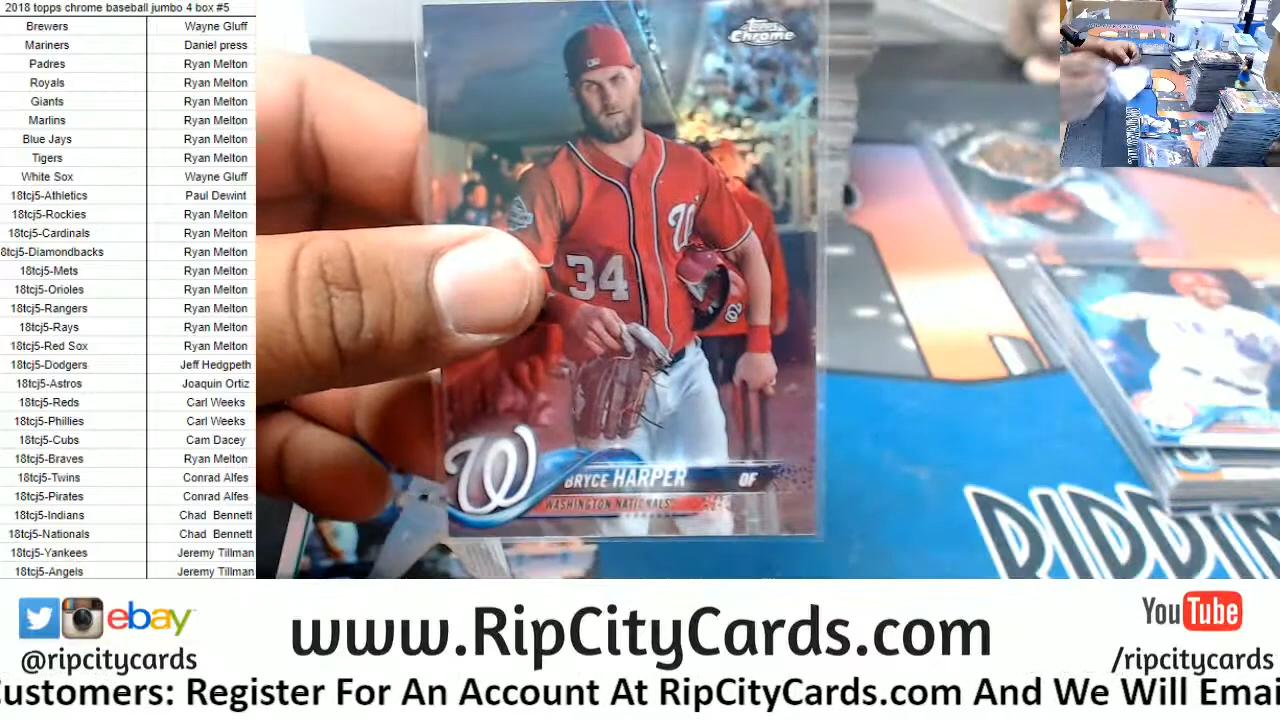 2018 topps chrome baseball jumbo 4 box #5
Brewers Wayne Gluff
Mariners Daniel press
Padres Ryan Melton
Royals Ryan Melton
Giants Ryan Melton
Marlins Ryan Melton
Blue Jays Ryan Melton
Tigers Ryan Melton
White Sox Wayne Gluff
18tcj5-Athletics Paul Dewint
18tcj5-Rockies Ryan Melton
18tcj5-Cardinals Ryan Melton
8tcj5-Diamondbacks Ryan Melton
18tcj5-Mets Ryan Melton
18tcj5-Orioles Ryan Melton
18tcj5-Rangers Ryan Melton
18tcj5-Rays Ryan Melton
18tcj5-Red Sox Ryan Melton
18tcj5-Dodgers Jeff Hedgpeth
18tcj5-Astros Joaquin Ortiz
18tcj5-Reds Carl Weeks
18tcj5-Phillies Carl Weeks
18tcj5-Cubs Cam Dacey
18tcj5-Braves Ryan Melton
18tcj5-Twins Conrad Alfes
18tcj5-Pirates Conrad Alfes
18tcj5-Indians Chad Bennett
18tcj5-Nationals Chad Bennett
18tcj5-Yankees Jeremy Tillman
18tcj5-Angels Jeremy Tillman
Topps
Chrome
W
34
W
BRYCE HARPER OF
WASHINGTON NATIONALS
RIPPIN
ebay
@ripcitycards
www.RipCityCards.com
YouTube
/ripcitycards
Customers: Register For An Account At RipCityCards.com And We Will Emai